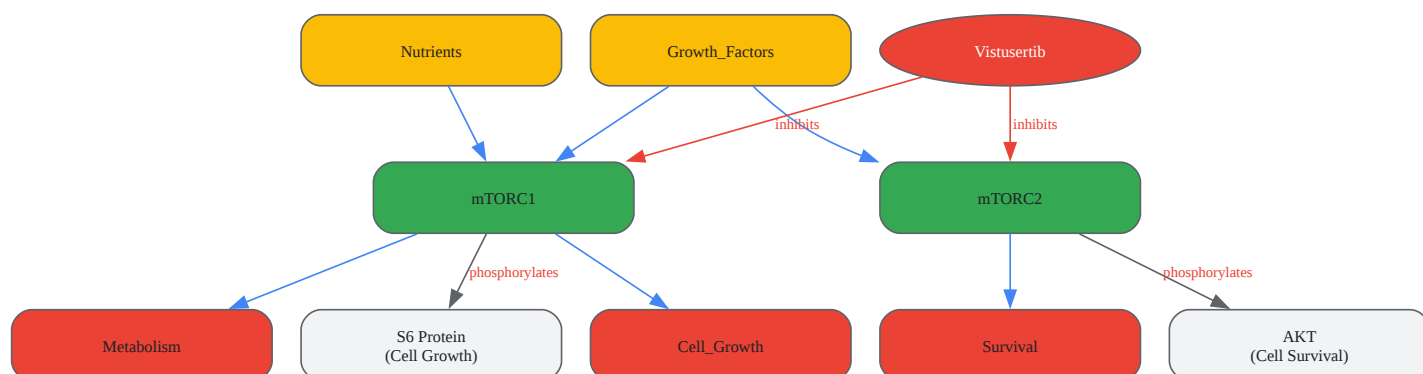 Nutrients
Growth_Factors
Vistusertib
inhibits
inhibits
mTORC1
mTORC2
phosphorylates
phosphorylates
Metabolism
S6 Protein
(Cell Growth)
Cell_Growth
Survival
AKT
(Cell Survival)